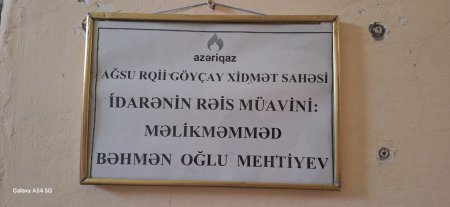 azəriqaz
AĞSU RQİİ GÖYÇAY XİDMƏT SAHƏSİ
İDARƏNİN RƏİS MÜAVİNİ:
MƏLİKMƏMMƏD
BƏHMƏN OĞLU MEHTİYEV
Galaxy A54 5G